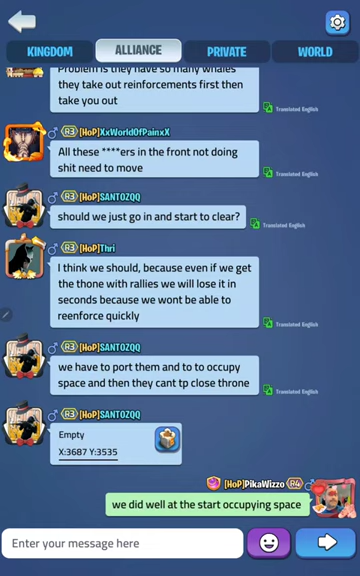 KINGDOM
ALLIANCE
PRIVATE
WORLD
Problem is they have so many whales
they take out reinforcements first then
take you out
Translated English
R3 [HoP]XxWorldOfPainxX
All these ****ers in the front not doing
shit need to move
Translated English
R3 [HoP]SANTOZQQ
should we just go in and start to clear?
Translated English
R3 [HoP]Thri
I think we should, because even if we get
the thone with rallies we will lose it in
seconds because we wont be able to
reenforce quickly
Translated English
R3 [HoP]SANTOZQQ
we have to port them and to to occupy
space and then they cant tp close throne
Translated English
R3 [HoP]SANTOZQQ
Empty
X:3687 Y:3535
[HoP]PikaWizzo R4
we did well at the start occupying space
Enter your message here